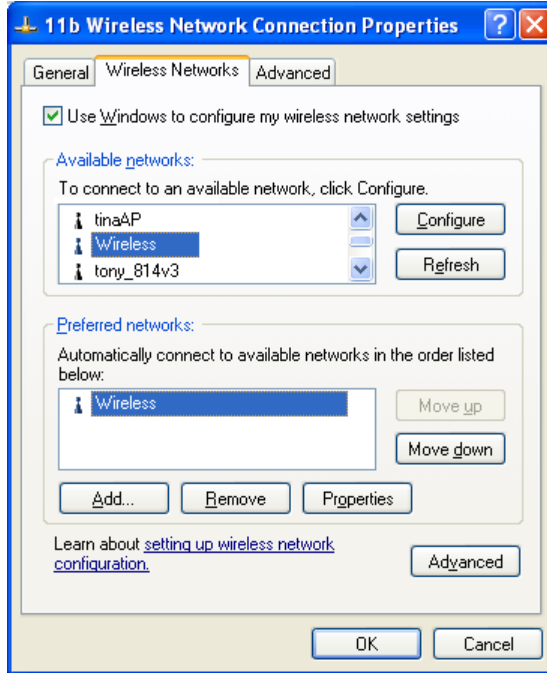 11b Wireless Network Connection Properties
General Wireless Networks Advanced
Use Windows to configure my wireless network settings
Available networks:
To connect to an available network, click Configure.
tinaAP
Wireless
tony_814v3
Configure
Refresh
Preferred networks:
Automatically connect to available networks in the order listed
below:
Wireless
Move up
Move down
Add... Remove Properties
Learn about setting up wireless network
configuration.
Advanced
OK Cancel